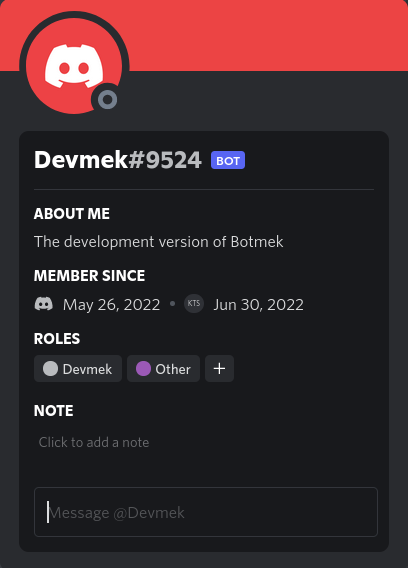 Devmek#9524 BOT
ABOUT ME
The development version of Botmek
MEMBER SINCE
May 26, 2022 • KTS Jun 30, 2022
ROLES
Devmek Other +
NOTE
Click to add a note
Message @Devmek